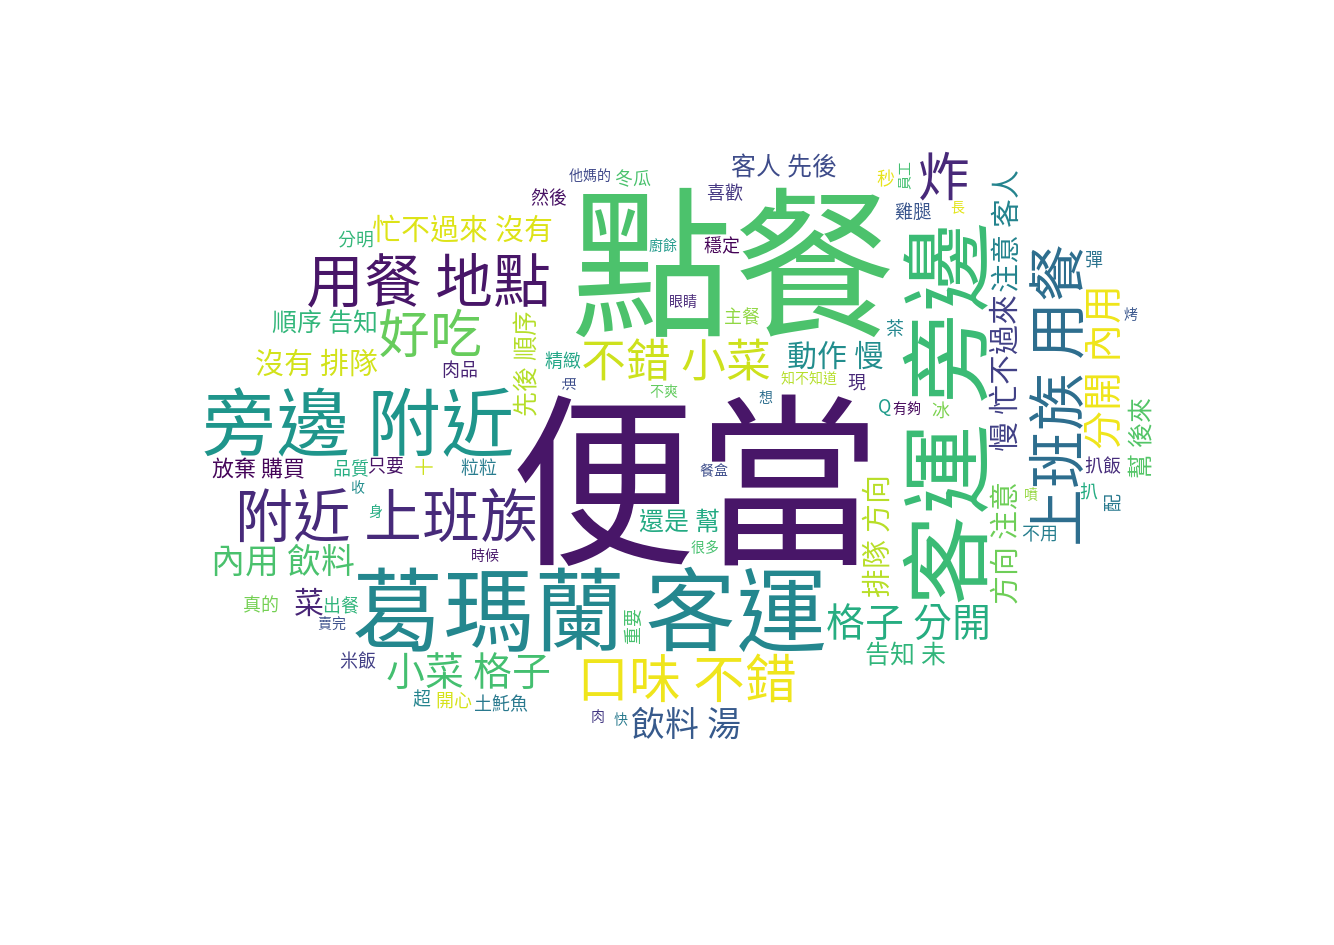 客人 先後
炸
他媽的
冬瓜
員工
秒
然後
喜歡
雞腿
長
客人
點餐
忙不過來 沒有
分明
廚餘
穩定
注意
用餐 地點
彈
眼睛
主餐
烤
順序 告知
好吃
先後 順序
茶
客運 旁邊
慢 忙不過來
上班族 用餐
分開 內用
沒有 排隊
肉品
精緻
不錯 小菜
動作 慢
知不知道
現
不爽
想
旁邊 附近
便當
Q
有夠
冰
幫 後來
放棄 購買
品質
只要
十
粒粒
餐盒
扒飯
收
扒
附近 上班族
身
還是 幫
排隊 方向
方向 注意
噴
不用
很多
時候
內用 飲料
葛瑪蘭 客運
真的
菜
出餐
賣完
重要
格子 分開
告知 未
米飯
小菜 格子
口味 不錯
超
開心
土魠魚
肉
快
飲料 湯